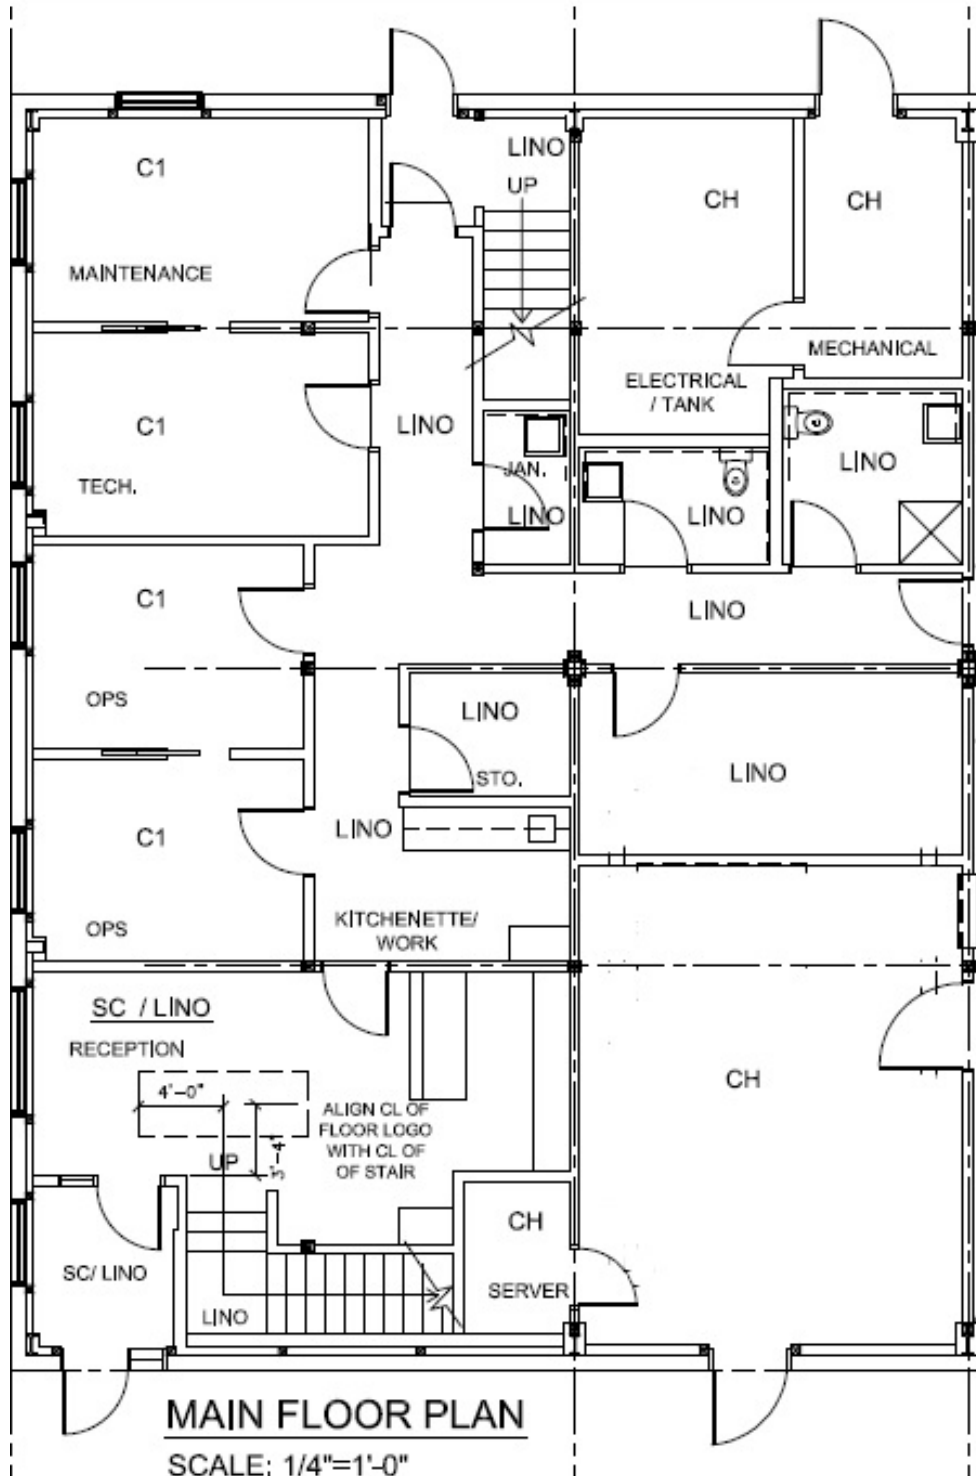 LINO
C1
UP
CH
CH
MAINTENANCE
MECHANICAL
ELECTRICAL
/ TANK
C1
LINO
LINO
JAN.
TECH.
LINO
LINO
C1
LINO
OPS
LINO
LINO
STO.
C1
LINO
OPS
KITCHENETTE/
WORK
SC / LINO
RECEPTION
CH
4'-0"
ALIGN CL OF
FLOOR LOGO
WITH CL OF
OF STAIR
UP
3'-4"
CH
SC/ LINO
SERVER
LINO
MAIN FLOOR PLAN
SCALE: 1/4"=1'-0"